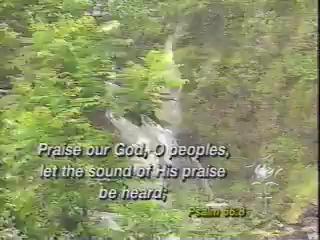 Praise our God, O peoples,
let the sound of His praise
be heard;
Psalm 66:8